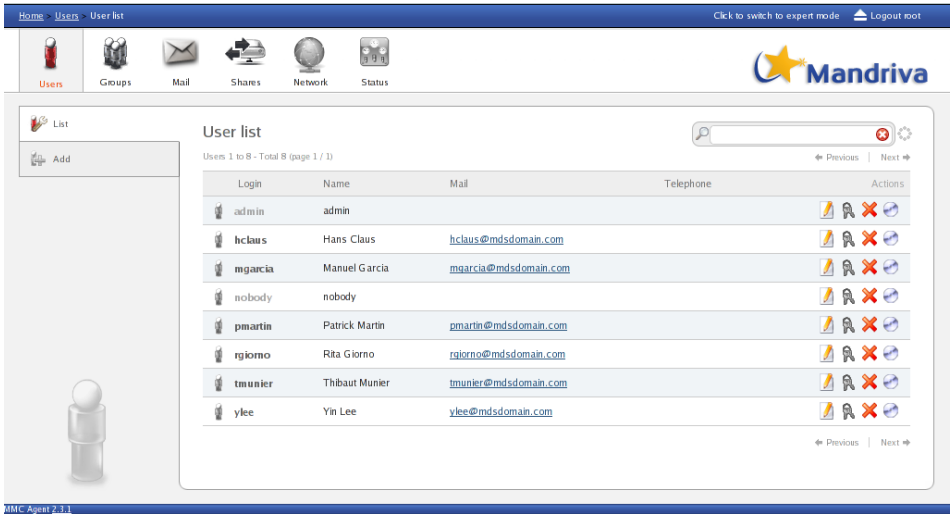 Home > Users > User list
Click to switch to expert mode
Logout root
Users
Groups
Mail
Shares
Network
Status
Mandriva
List
Add
User list
Users 1 to 8 - Total 8 (page 1 / 1)
Previous | Next
Login Name Mail Telephone Actions
admin admin
hclaus Hans Claus hclaus@mdsdomain.com
mgarcia Manuel Garcia mgarcia@mdsdomain.com
nobody nobody
pmartin Patrick Martin pmartin@mdsdomain.com
rgiorno Rita Giorno rgiorno@mdsdomain.com
tmunier Thibaut Munier tmunier@mdsdomain.com
ylee Yin Lee ylee@mdsdomain.com
Previous | Next
MMC Agent 2.3.1